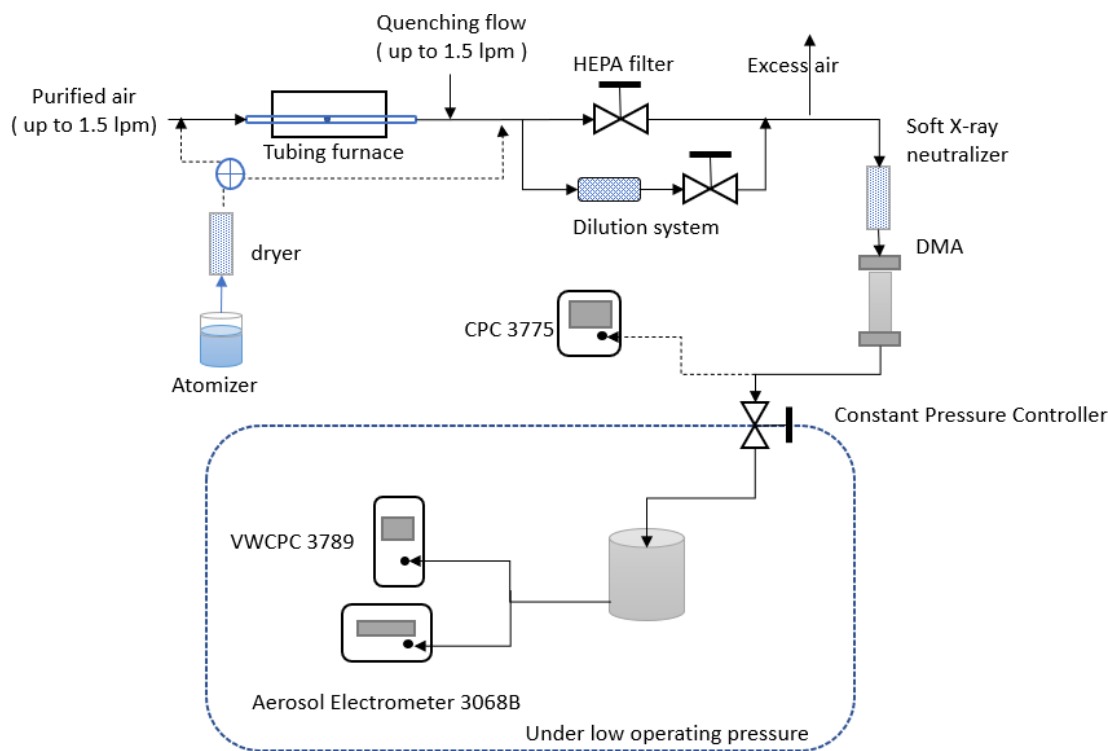 Quenching flow
( up to 1.5 lpm )
HEPA filter
Excess air
Purified air
( up to 1.5 lpm)
Tubing furnace
Soft X-ray
neutralizer
Dilution system
dryer
DMA
CPC 3775
Atomizer
Constant Pressure Controller
VWCPC 3789
Aerosol Electrometer 3068B
Under low operating pressure